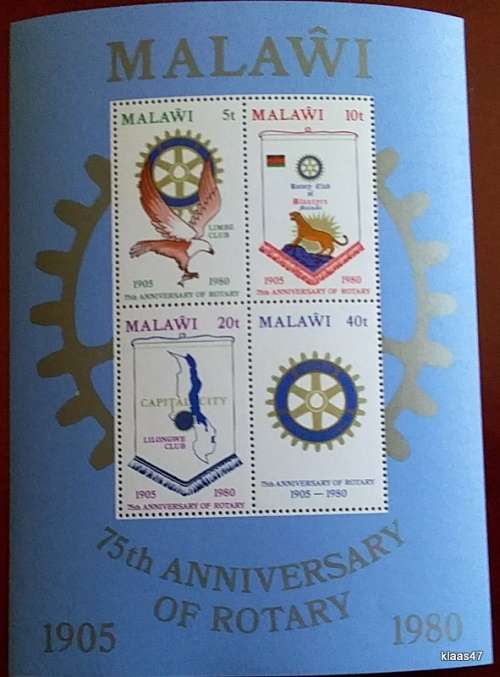 MALAŴI
MALAŴI 5t
LIMBE
CLUB
1905 1980
75th ANNIVERSARY OF ROTARY
MALAŴI 10t
Rotary Club
of
Blantyre
Malawi
1905 1980
75th ANNIVERSARY OF ROTARY
MALAŴI 20t
CAPITAL CITY
LILONGWE
CLUB
1905 1980
75th ANNIVERSARY OF ROTARY
MALAŴI 40t
75th ANNIVERSARY OF ROTARY
1905 — 1980
75th ANNIVERSARY
OF ROTARY
1905 1980
klaas47